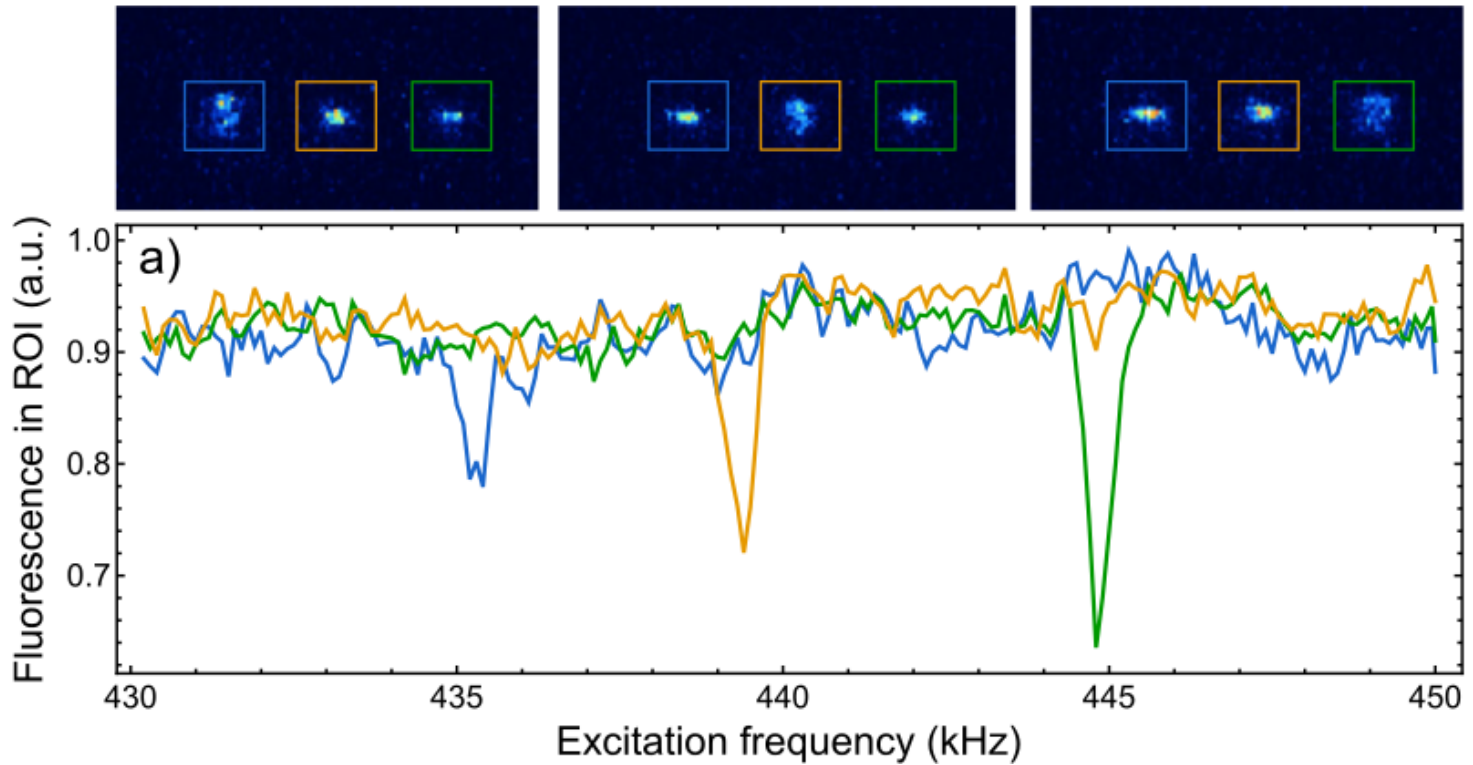 a)
Fluorescence in ROI (a.u.)
1.0
0.9
0.8
0.7
430 435 440 445 450
Excitation frequency (kHz)